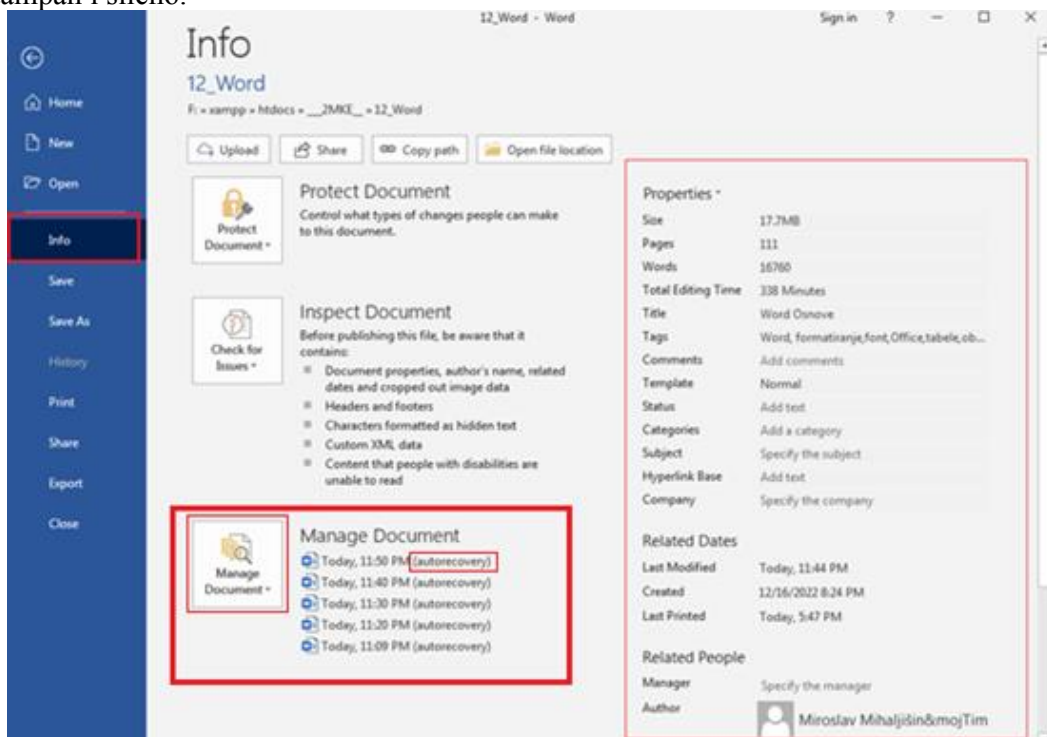 ampan i slično.
12_Word - Word
Sign in ?
Info
12_Word
F: » xampp » htdocs » __2MKE__ » 12_Word
Home
New
Open
Info
Save
Save As
History
Print
Share
Export
Close
Upload
Share
Copy path
Open file location
Protect Document
Protect Document
Control what types of changes people can make
to this document.
Check for Issues
Inspect Document
Before publishing this file, be aware that it
contains:
Document properties, author's name, related
dates and cropped out image data
Headers and footers
Characters formatted as hidden text
Custom XML data
Content that people with disabilities are
unable to read
Manage Document
Manage Document
Today, 11:50 PM (autorecovery)
Today, 11:40 PM (autorecovery)
Today, 11:30 PM (autorecovery)
Today, 11:20 PM (autorecovery)
Today, 11:09 PM (autorecovery)
Properties
Size 17.7MB
Pages 111
Words 16760
Total Editing Time 338 Minutes
Title Word Osnove
Tags Word, formatiranje,font,Office,tabele,ob...
Comments Add comments
Template Normal
Status Add text
Categories Add a category
Subject Specify the subject
Hyperlink Base Add text
Company Specify the company
Related Dates
Last Modified Today, 11:44 PM
Created 12/16/2022 8:24 PM
Last Printed Today, 5:47 PM
Related People
Manager Specify the manager
Author Miroslav Mihaljišin&mojTim